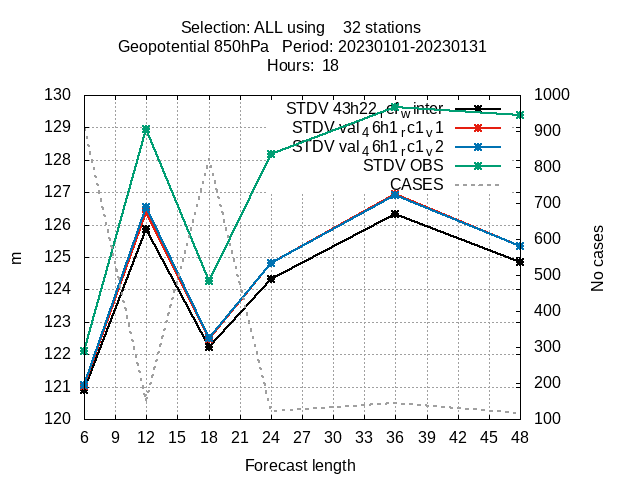 Selection: ALL using 32 stations
Geopotential 850hPa Period: 20230101-20230131
Hours: 18
130 1000
STDV 43h22_rc_winter
129 900
STDV val_46h1_rc1_v1
128 800
STDV val_46h1_rc1_v2
STDV OBS
127 700
CASES
126 600
125 500
m
No cases
124 400
123 300
122
121 200
120 100
6 9 12 15 18 21 24 27 30 33 36 39 42 45 48
Forecast length